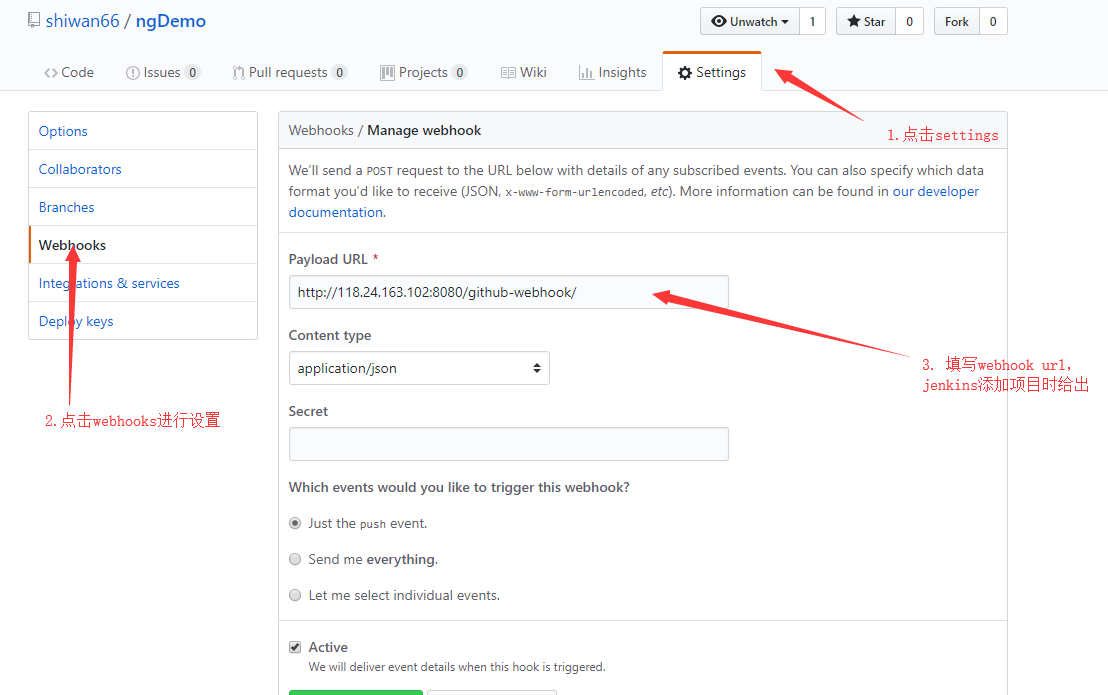 shiwan66 / ngDemo
Unwatch 1 Star 0 Fork 0
Code Issues 0 Pull requests 0 Projects 0 Wiki Insights Settings
1.点击settings
Options
Collaborators
Branches
Webhooks
Integrations & services
Deploy keys
2.点击webhooks进行设置
Webhooks / Manage webhook
We'll send a POST request to the URL below with details of any subscribed events. You can also specify which data
format you'd like to receive (JSON, x-www-form-urlencoded, etc). More information can be found in our developer
documentation.
Payload URL *
http://118.24.163.102:8080/github-webhook/
3. 填写webhook url,
jenkins添加项目时给出
Content type
application/json
Secret
Which events would you like to trigger this webhook?
Just the push event.
Send me everything.
Let me select individual events.
Active
We will deliver event details when this hook is triggered.